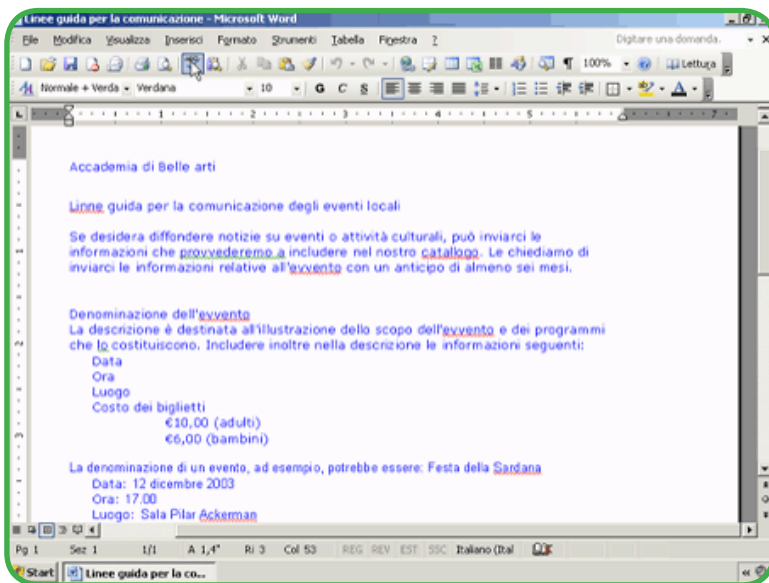 Linee guida per la comunicazione - Microsoft Word
File Modifica Visualizza Inserisci Formato Strumenti Tabella Finestra ? Digitare una domanda.
100% Lettura
Normale + Verda Verdana 10 G C S
1 2 3 4 5 7
Accademia di Belle arti
Linne guida per la comunicazione degli eventi locali
Se desidera diffondere notizie su eventi o attività culturali, può inviarci le
informazioni che provvederemo a includere nel nostro catallogo. Le chiediamo di
inviarci le informazioni relative all'evvento con un anticipo di almeno sei mesi.
Denominazione dell'evvento
La descrizione è destinata all'illustrazione dello scopo dell'evvento e dei programmi
che lo costituiscono. Includere inoltre nella descrizione le informazioni seguenti:
Data
Ora
Luogo
Costo dei biglietti
€10,00 (adulti)
€6,00 (bambini)
La denominazione di un evento, ad esempio, potrebbe essere: Festa della Sardana
Data: 12 dicembre 2003
Ora: 17.00
Luogo: Sala Pilar Ackerman
Pg 1 Sez 1 1/1 A 1,4" Ri 3 Col 53 REG REV EST SSC Italiano (Ital
Start Linee guida per la co...